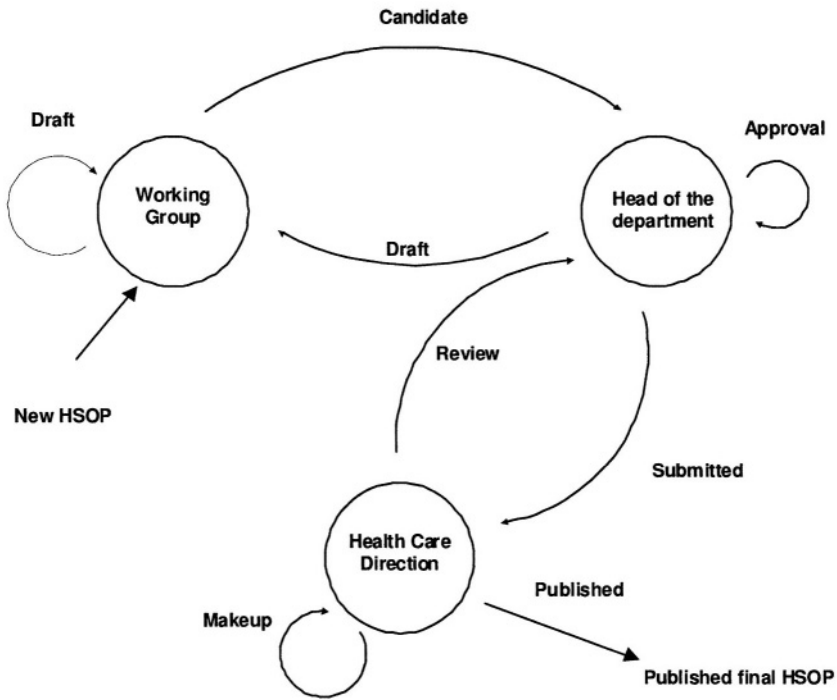 Candidate
Draft
Approval
Working
Group
Head of the
department
Draft
Review
New HSOP
Submitted
Health Care
Direction
Published
Makeup
Published final HSOP